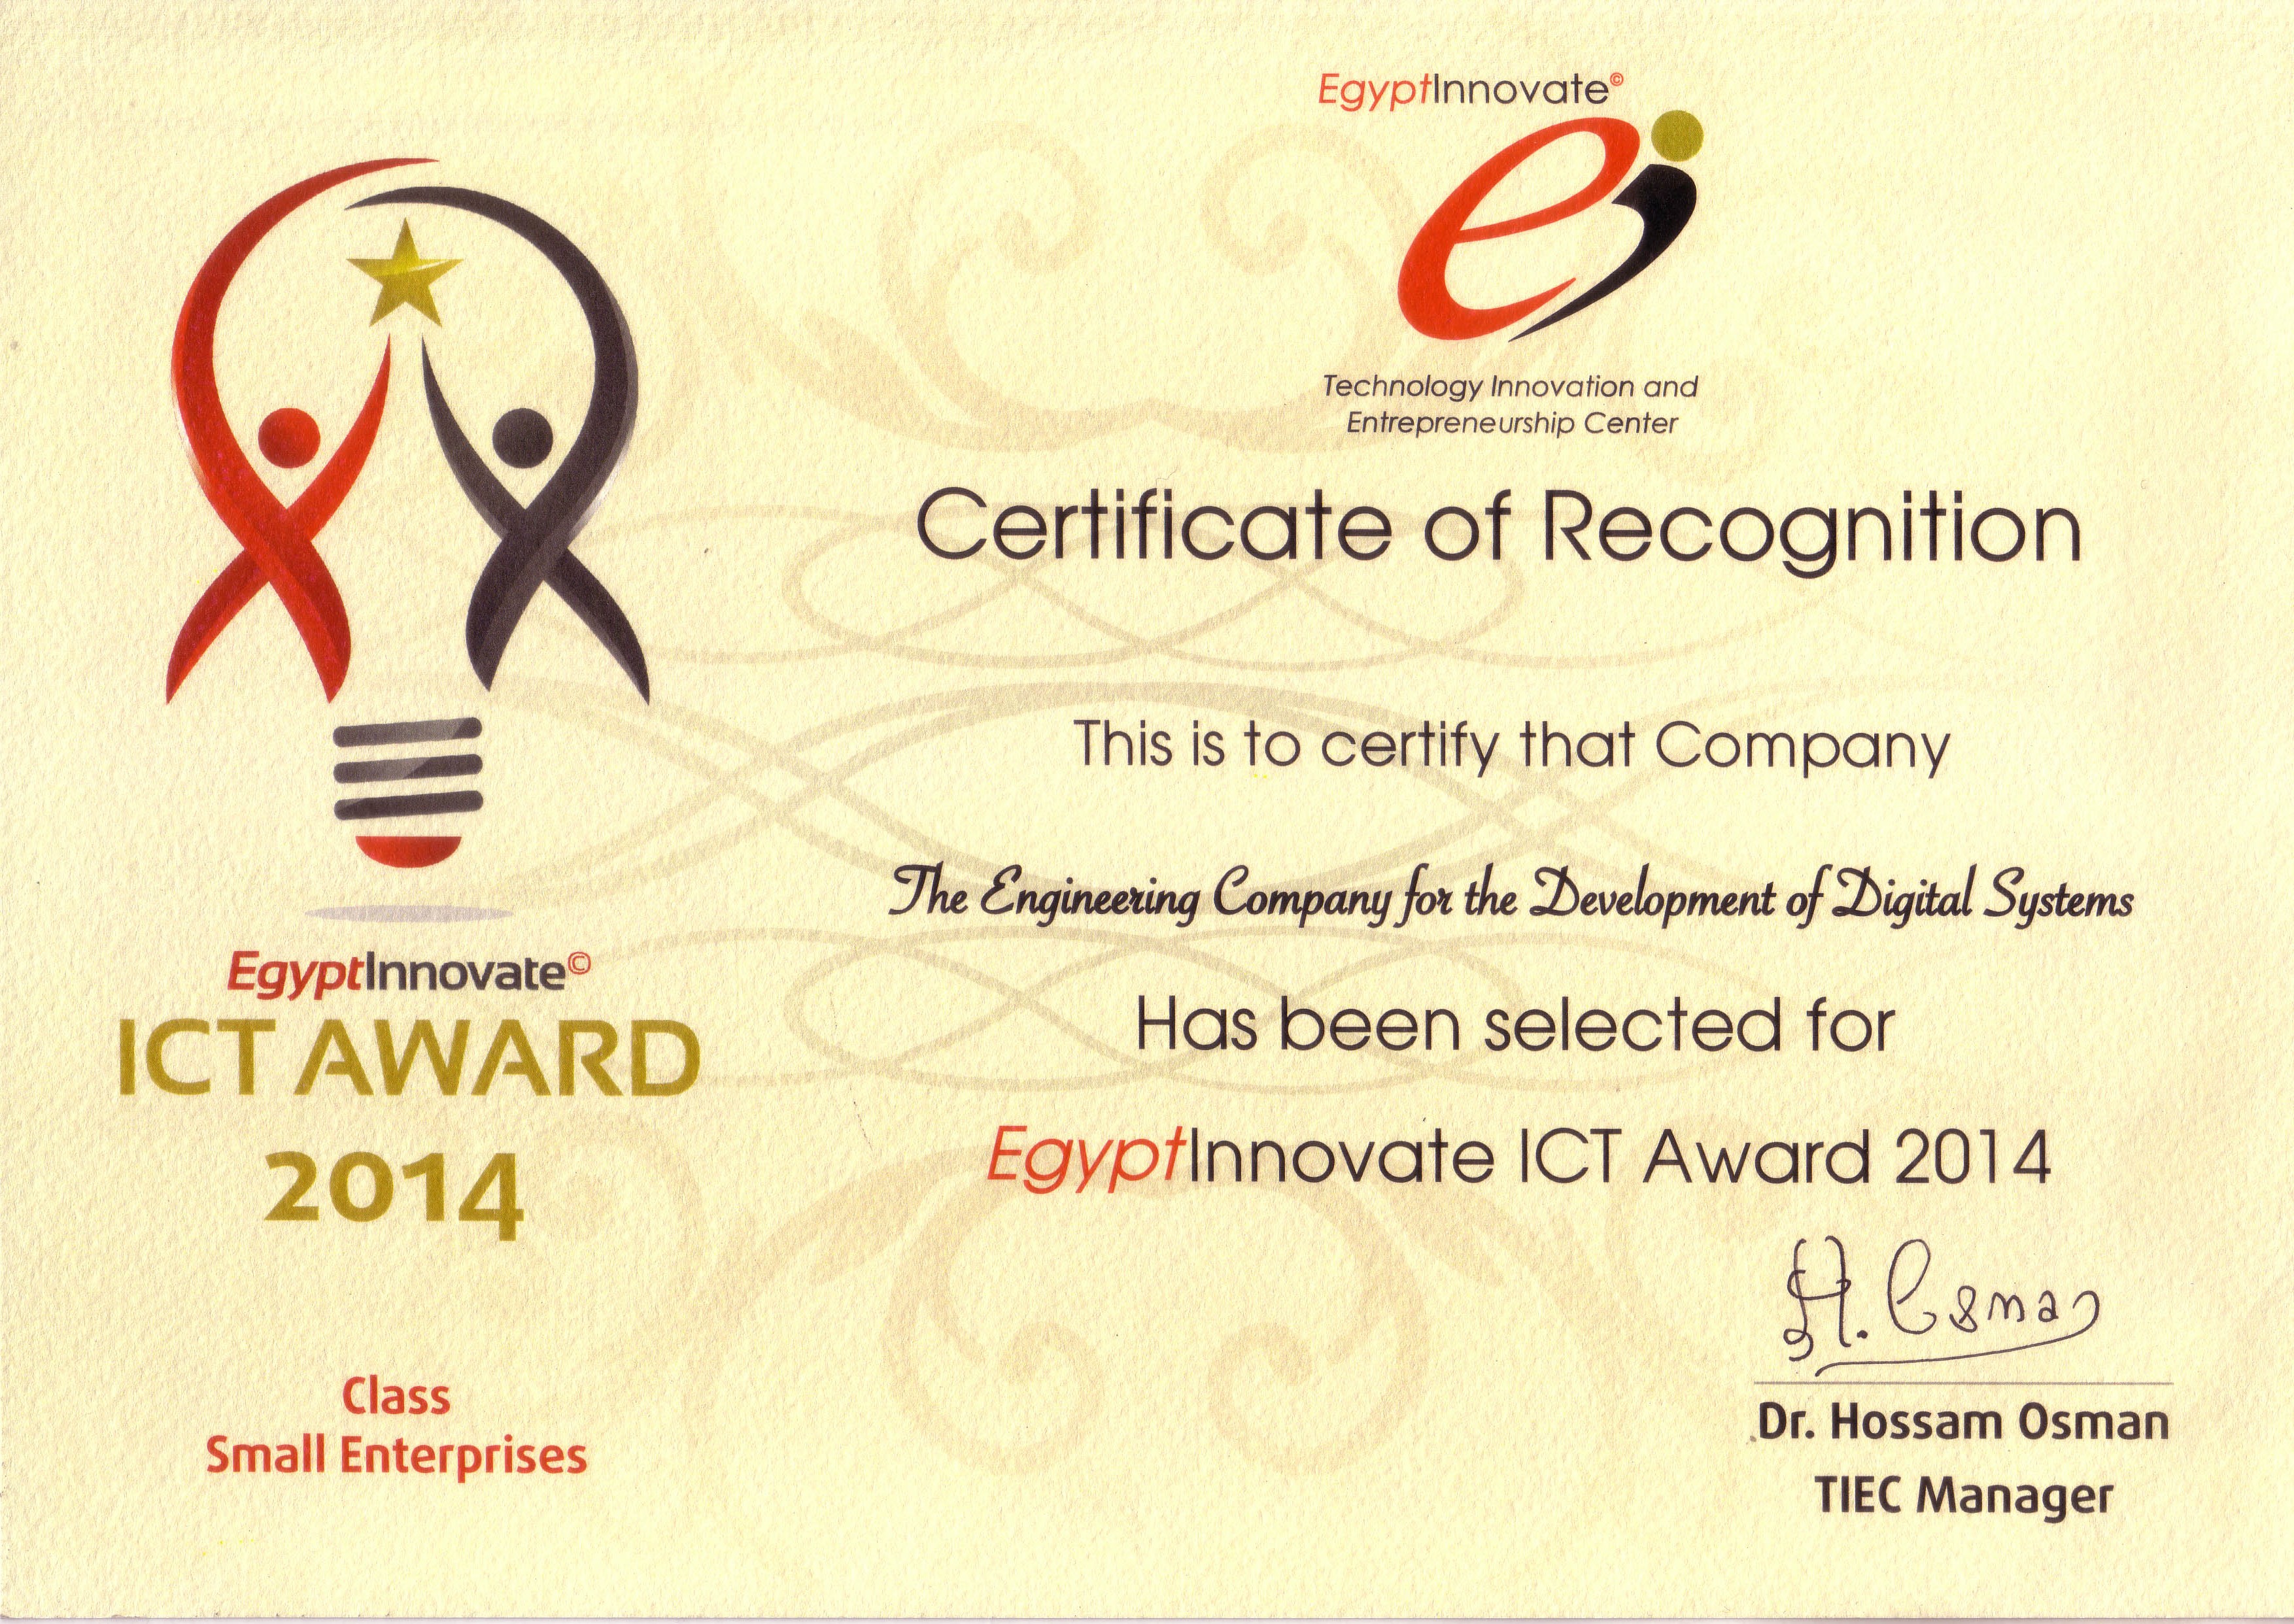 EgyptInnovate©
ei
Technology Innovation and
Entrepreneurship Center
Certificate of Recognition
This is to certify that Company
The Engineering Company for the Development of Digital Systems
Has been selected for
EgyptInnovate ICT Award 2014
H. Osman
Dr. Hossam Osman
TIEC Manager
EgyptInnovate©
ICT AWARD
2014
Class
Small Enterprises